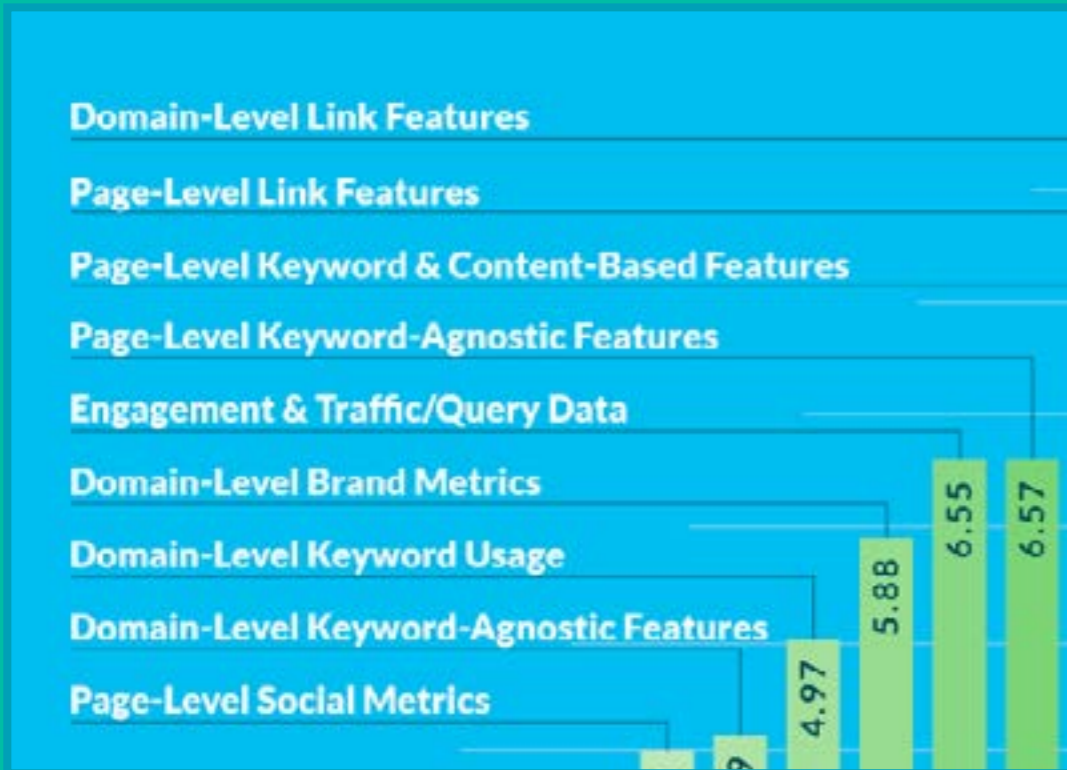 Domain-Level Link Features
Page-Level Link Features
Page-Level Keyword & Content-Based Features
Page-Level Keyword-Agnostic Features
Engagement & Traffic/Query Data
Domain-Level Brand Metrics
Domain-Level Keyword Usage
Domain-Level Keyword-Agnostic Features
Page-Level Social Metrics
4.97
5.88
6.55
6.57